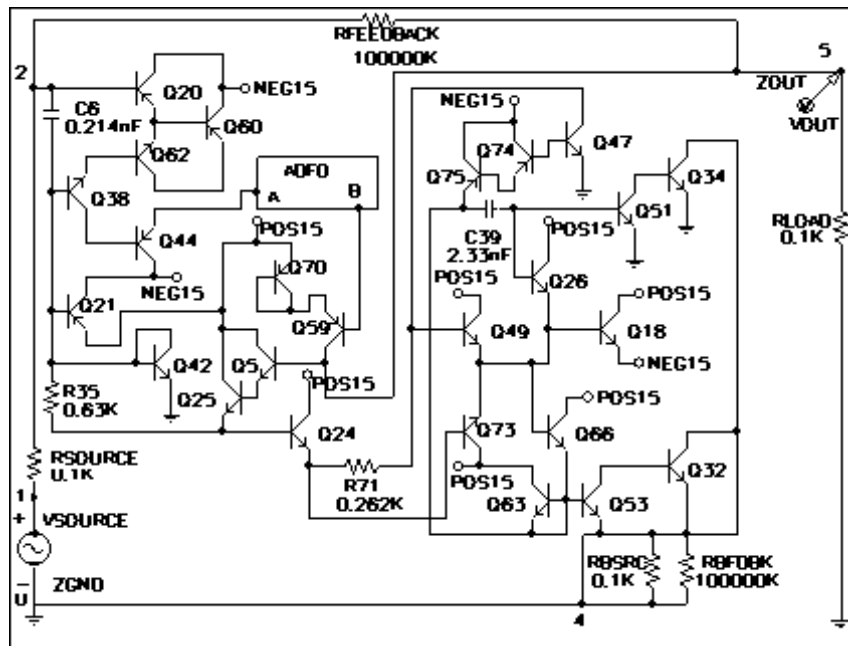 RFEEDBACK
100000K
5
2
Q20
NEG15
ZOUT
C6
0.214nF
Q60
NEG15
Q47
VOUT
Q62
Q74
ADF0
Q75
Q34
Q38
A
B
Q51
POS15
POS15
RLOAD
0.1K
Q44
C39
2.33nF
Q70
Q26
NEG15
POS15
POS15
Q21
Q59
Q49
Q18
Q42
Q5
NEG15
R35
0.63K
Q25
POS15
POS15
Q24
Q73
Q66
RSOURCE
0.1K
R71
0.262K
POS15
Q32
1
+
VSOURCE
Q63
Q53
RBSRC
0.1K
RBFDBK
100000K
-
0
ZGND
4